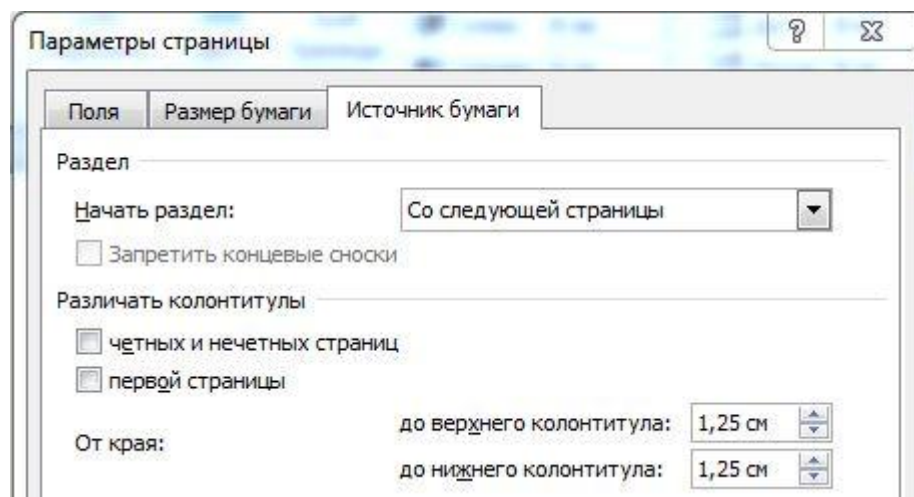 Параметры страницы
Поля Размер бумаги Источник бумаги
Раздел
Начать раздел: Со следующей страницы
Запретить концевые сноски
Различать колонтитулы
четных и нечетных страниц
первой страницы
От края:
до верхнего колонтитула: 1,25 см
до нижнего колонтитула: 1,25 см